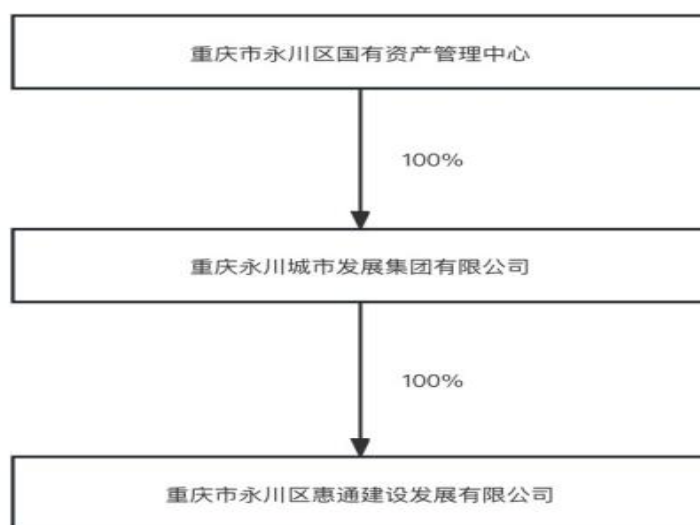 重庆市永川区国有资产管理中心
100%
重庆永川城市发展集团有限公司
100%
重庆市永川区惠通建设发展有限公司